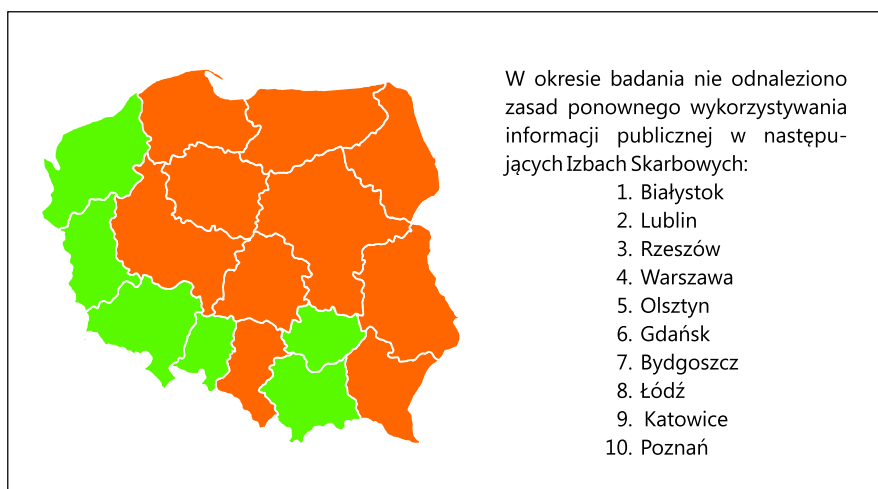 W okresie badania nie odnaleziono
zasad ponownego wykorzystywania
informacji publicznej w następu-
jących Izbach Skarbowych:
1. Białystok
2. Lublin
3. Rzeszów
4. Warszawa
5. Olsztyn
6. Gdańsk
7. Bydgoszcz
8. Łódź
9. Katowice
10. Poznań